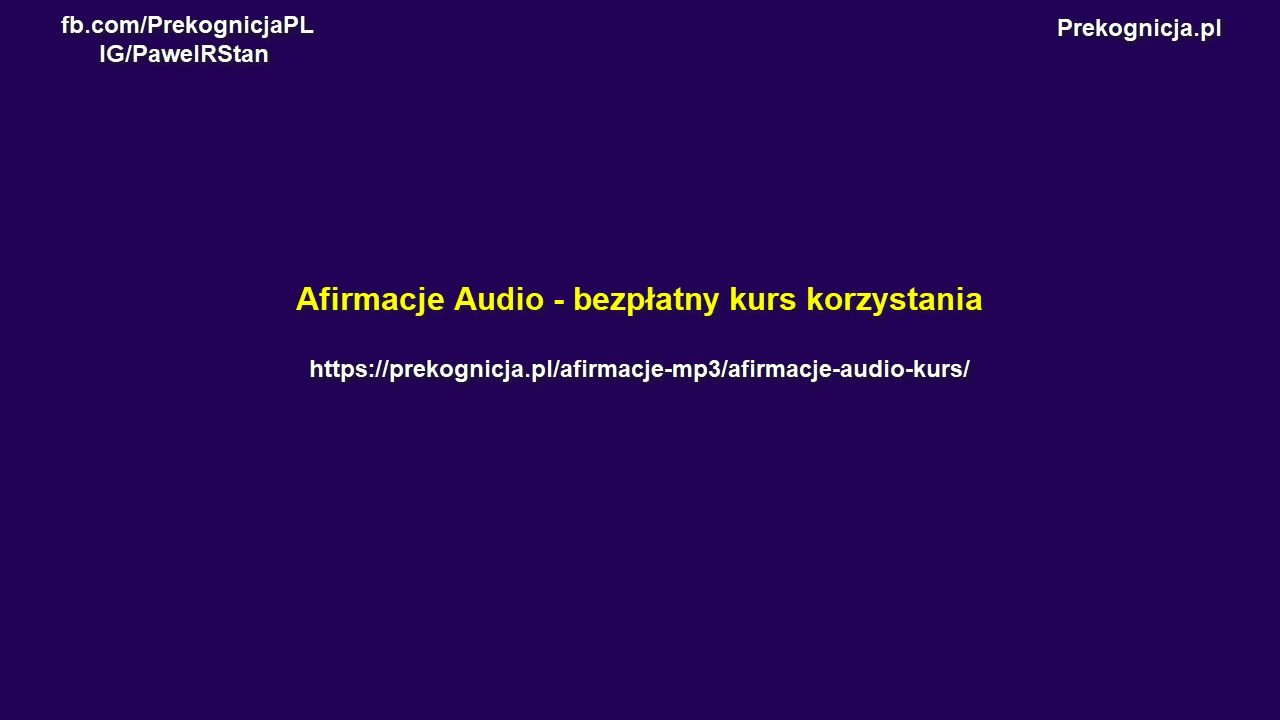 fb.com/PrekognicjaPL
IG/PawelRStan
Prekognicja.pl
Afirmacje Audio - bezpłatny kurs korzystania
https://prekognicja.pl/afirmacje-mp3/afirmacje-audio-kurs/